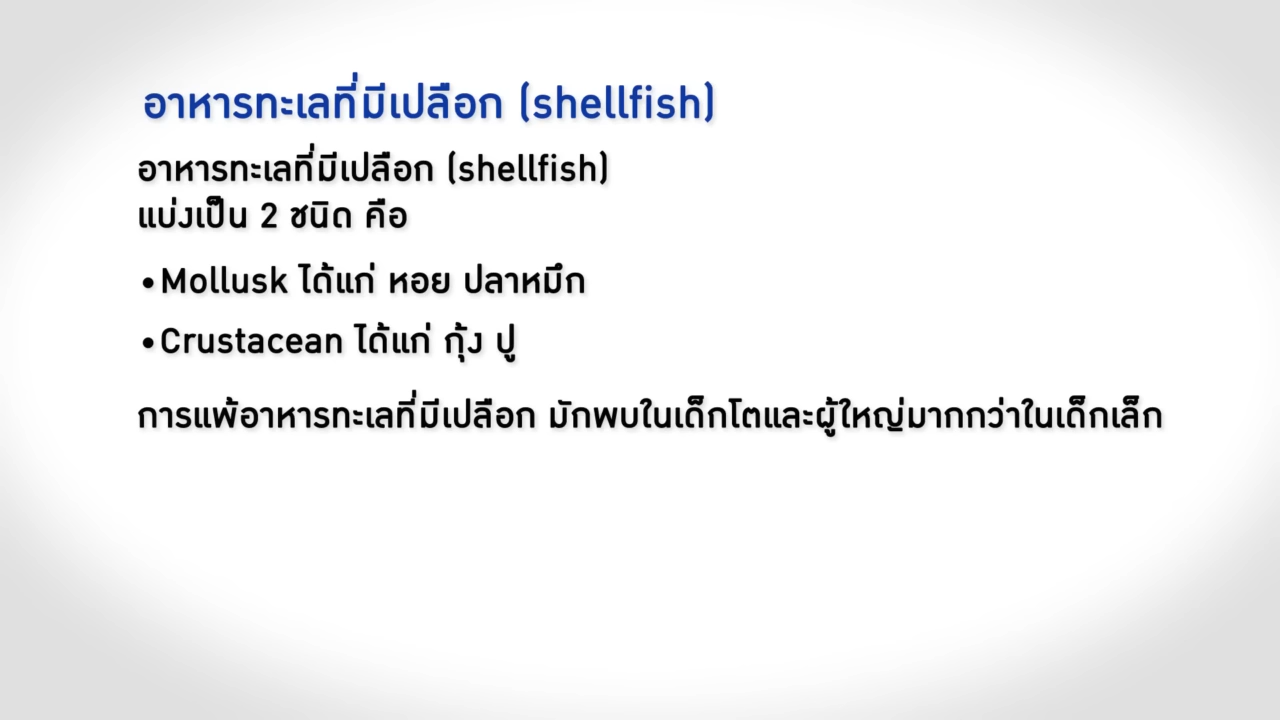 อาหารทะเลที่มีเปลือก (shellfish)
อาหารทะเลที่มีเปลือก (shellfish)
แบ่งเป็น 2 ชนิด คือ
•Mollusk ได้แก่ หอย ปลาหมึก
•Crustacean ได้แก่ กุ้ง ปู
การแพ้อาหารทะเลที่มีเปลือก มักพบในเด็กโตและผู้ใหญ่มากกว่าในเด็กเล็ก